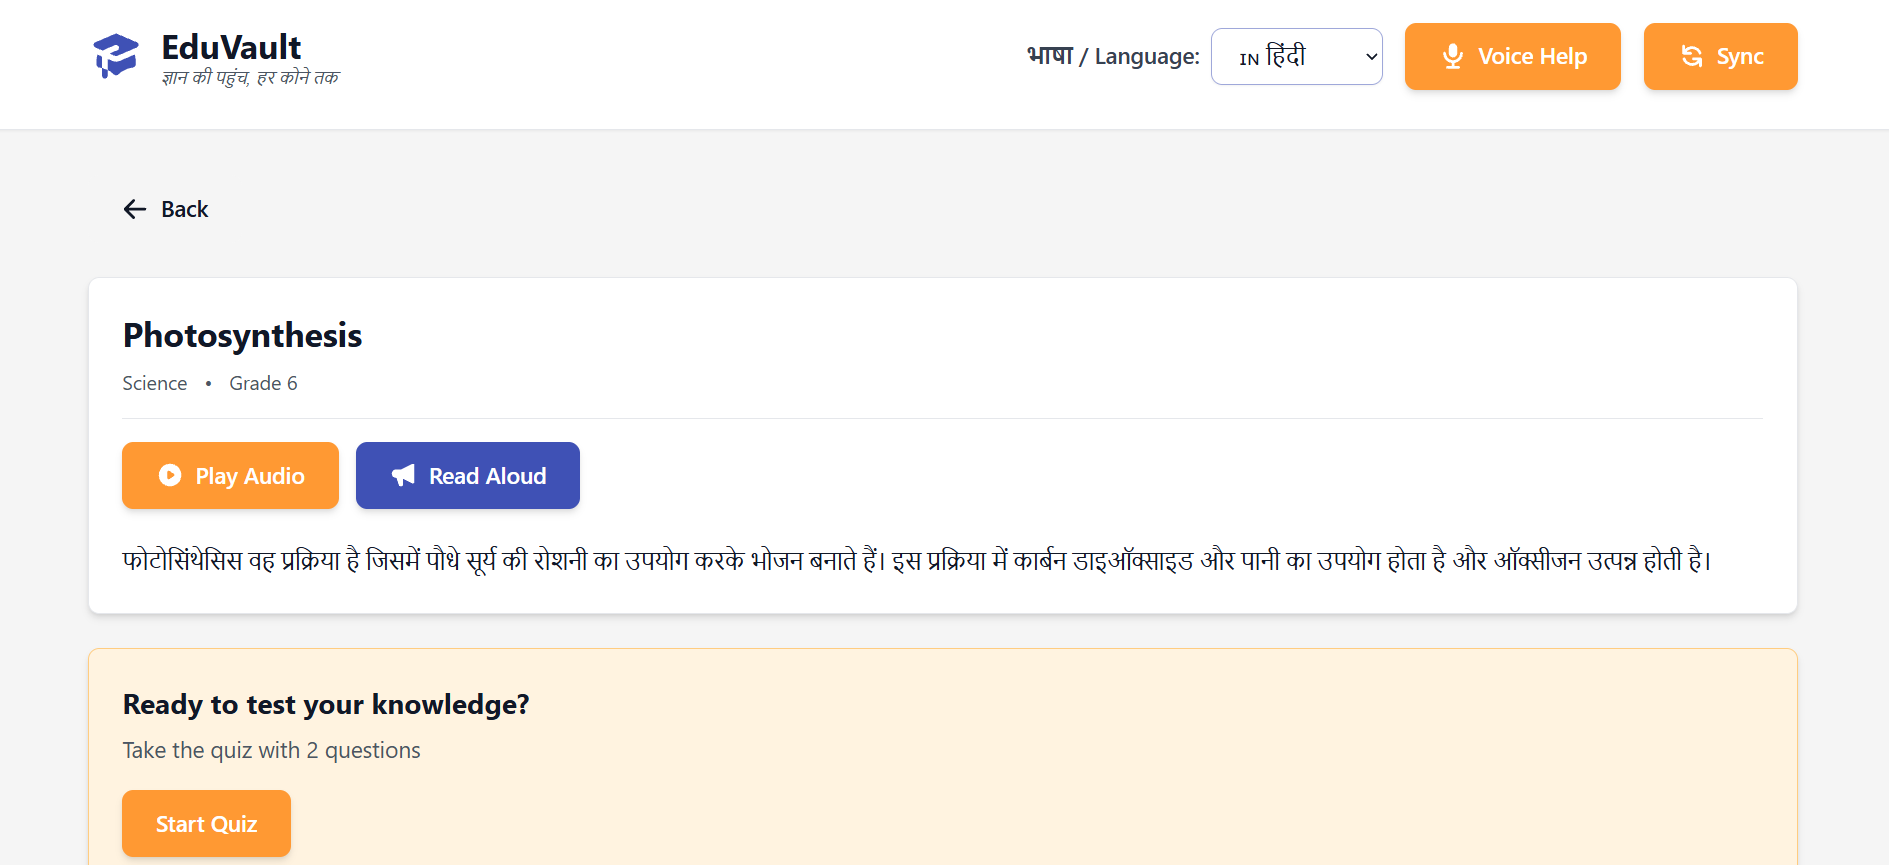 EduVault
ज्ञान की पहुंच, हर कोने तक
भाषा / Language:
IN हिंदी
Voice Help
Sync
Back
Photosynthesis
Science • Grade 6
Play Audio
Read Aloud
फोटोसिंथेसिस वह प्रक्रिया है जिसमें पौधे सूर्य की रोशनी का उपयोग करके भोजन बनाते हैं। इस प्रक्रिया में कार्बन डाइऑक्साइड और पानी का उपयोग होता है और ऑक्सीजन उत्पन्न होती है।
Ready to test your knowledge?
Take the quiz with 2 questions
Start Quiz